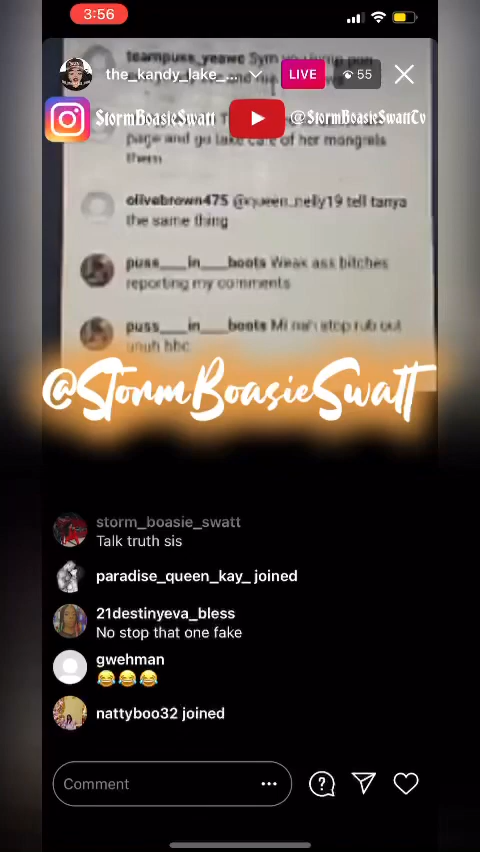 3:56
teampuss_yeawe Sym
the_kandy_lake_...
LIVE
55
StormBoasieSwatt
@StormBoasieSwattTv
page and go take care of her mongrels
them
olivebrown475 @queen_nelly19 tell tanya
the same thing
puss___in___boots Weak ass bitches
reporting my comments
puss___in___boots Mi nah stop rub out
unuh bbc
@StormBoasieSwatt
storm_boasie_swatt
Talk truth sis
paradise_queen_kay_ joined
21destinyeva_bless
No stop that one fake
gwehman
😂😂😂
nattyboo32 joined
Comment